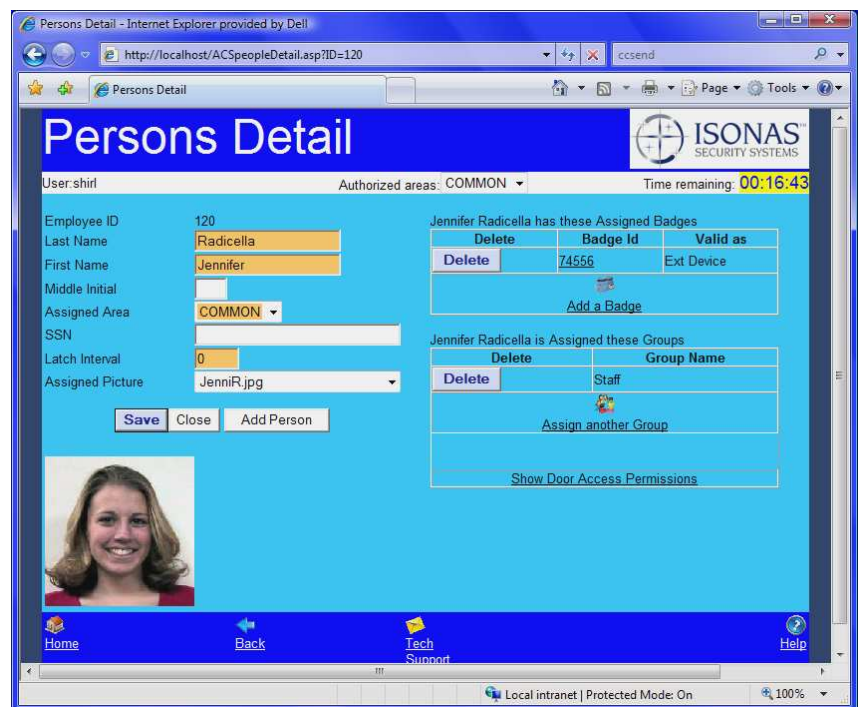 Persons Detail - Internet Explorer provided by Dell
http://localhost/ACSpeopleDetail.asp?ID=120
ccsend
Persons Detail
Page
Tools
Persons Detail
ISONAS™
SECURITY SYSTEMS
User:shirl
Authorized areas: COMMON
Time remaining: 00:16:43
Employee ID 120
Last Name Radicella
First Name Jennifer
Middle Initial
Assigned Area COMMON
SSN
Latch Interval 0
Assigned Picture JenniR.jpg
Save Close Add Person
Jennifer Radicella has these Assigned Badges
Delete Badge Id Valid as
Delete 74556 Ext Device
Add a Badge
Jennifer Radicella is Assigned these Groups
Delete Group Name
Delete Staff
Assign another Group
Show Door Access Permissions
Home Back Tech Support Help
Local intranet | Protected Mode: On 100%